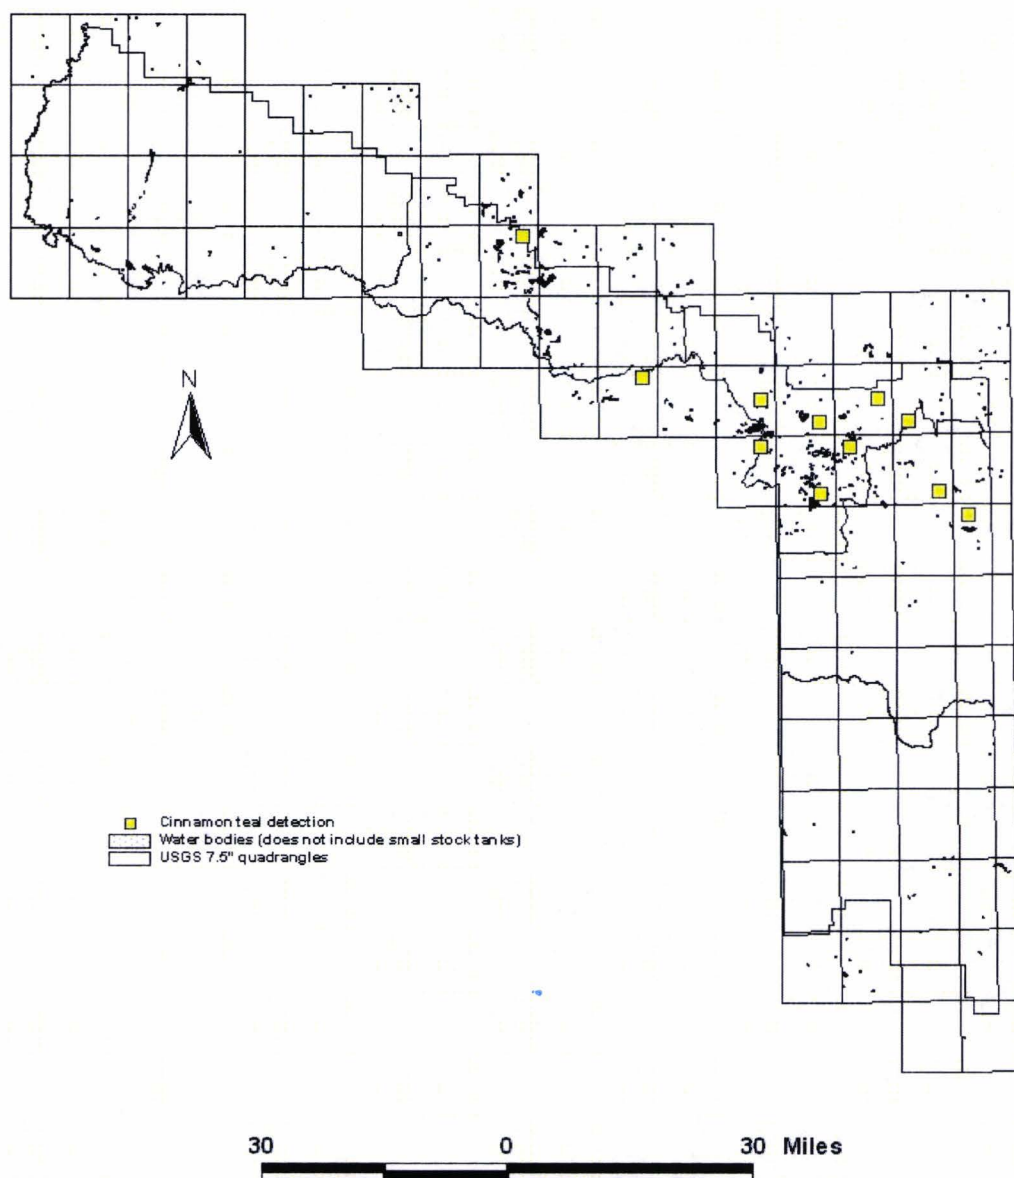 N
Cinnamon teal detection
Water bodies (does not include small stock tanks)
USGS 7.5" quadrangles
30 0 30 Miles